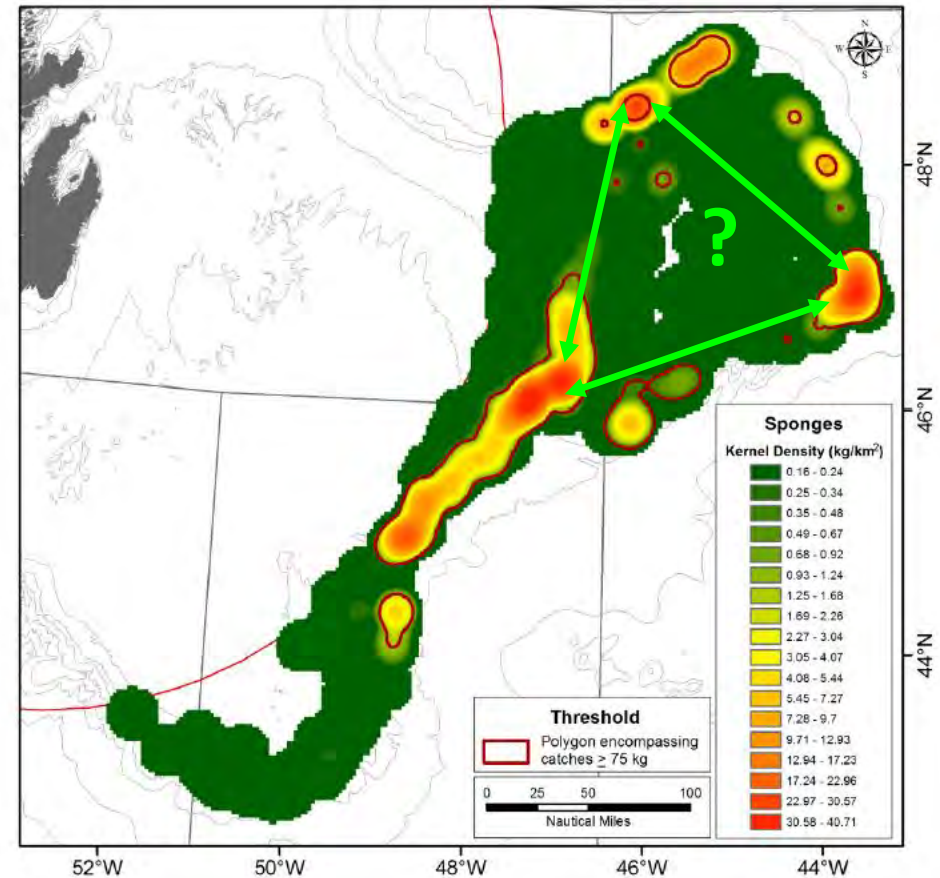 N
W E
S
48°N
?
46°N
Sponges
Kernel Density (kg/km²)
0.16 - 0.24
0.25 - 0.34
0.35 - 0.48
0.49 - 0.67
0.68 - 0.92
0.93 - 1.24
1.25 - 1.68
1.69 - 2.26
2.27 - 3.04
3.05 - 4.07
4.08 - 5.44
5.45 - 7.27
7.28 - 9.7
9.71 - 12.93
12.94 - 17.23
17.24 - 22.96
22.97 - 30.57
30.58 - 40.71
44°N
Threshold
Polygon encompassing
catches ≥ 75 kg
0 25 50 100
Nautical Miles
52°W 50°W 48°W 46°W 44°W